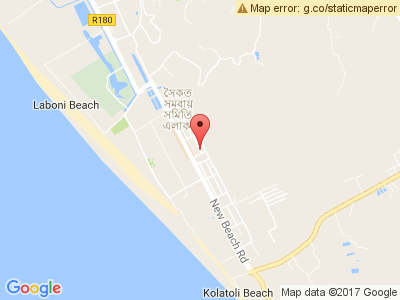 Map error: g.co/staticmaperror
R180
Laboni Beach
সৈকত
সমবায়
সমিতি
এলাকা
New Beach Rd
Kolatoli Beach
Google
Map data ©2017 Google